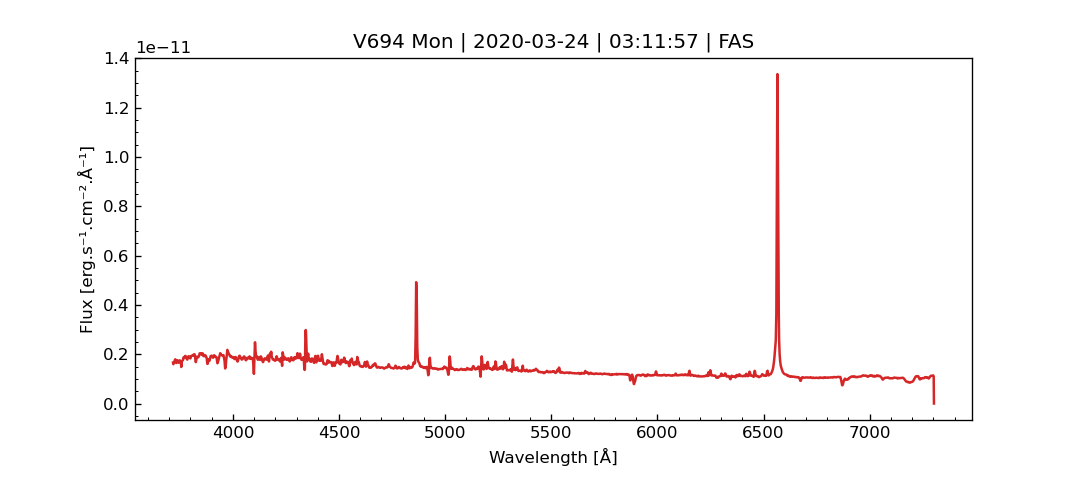 V694 Mon | 2020-03-24 | 03:11:57 | FAS
1e−11
1.4
1.2
1.0
0.8
0.6
0.4
0.2
0.0
Flux [erg.s⁻¹.cm⁻².Å⁻¹]
4000 4500 5000 5500 6000 6500 7000
Wavelength [Å]